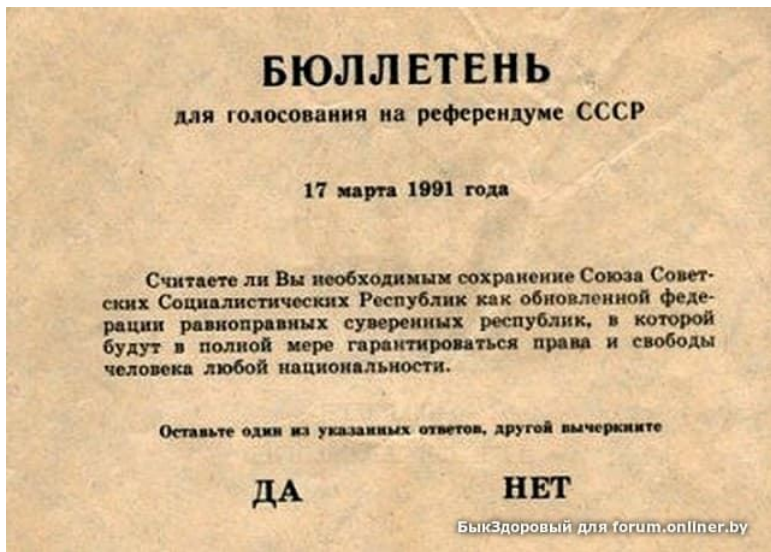 БЮЛЛЕТЕНЬ
для голосования на референдуме СССР
17 марта 1991 года
Считаете ли Вы необходимым сохранение Союза Совет-
ских Социалистических Республик как обновленной феде-
рации равноправных суверенных республик, в которой
будут в полной мере гарантироваться права и свободы
человека любой национальности.
Оставьте один из указанных ответов, другой вычеркните
ДА НЕТ
БыкЗдоровый для forum.onliner.by